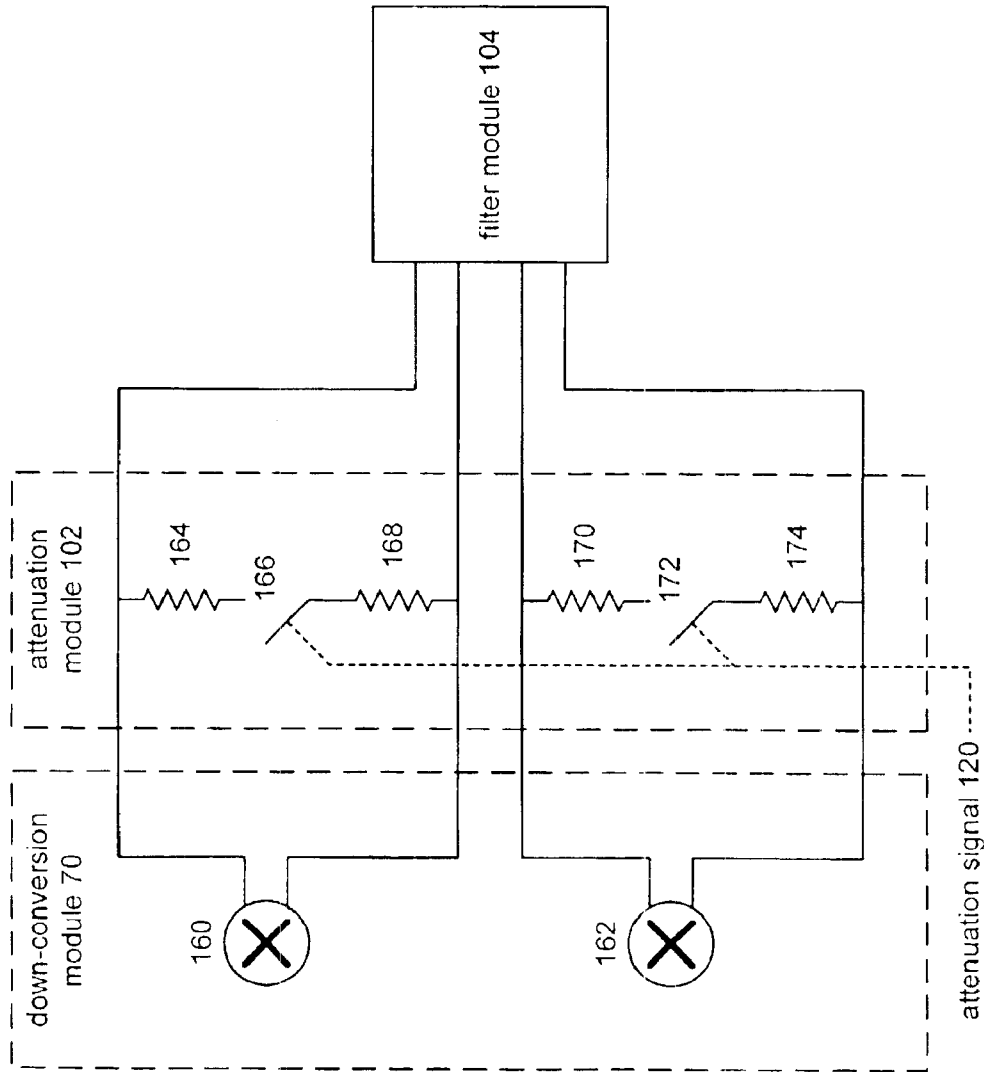 down-conversion
module 70
160
162
attenuation
module 102
164
166
168
170
172
174
filter module 104
attenuation signal 120